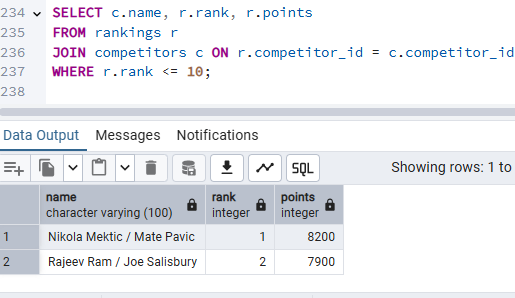 234 SELECT c.name, r.rank, r.points
235 FROM rankings r
236 JOIN competitors c ON r.competitor_id = c.competitor_id
237 WHERE r.rank <= 10;
238
Data Output Messages Notifications
SQL Showing rows: 1 to
name rank points
character varying (100) integer integer
1 Nikola Mektic / Mate Pavic 1 8200
2 Rajeev Ram / Joe Salisbury 2 7900